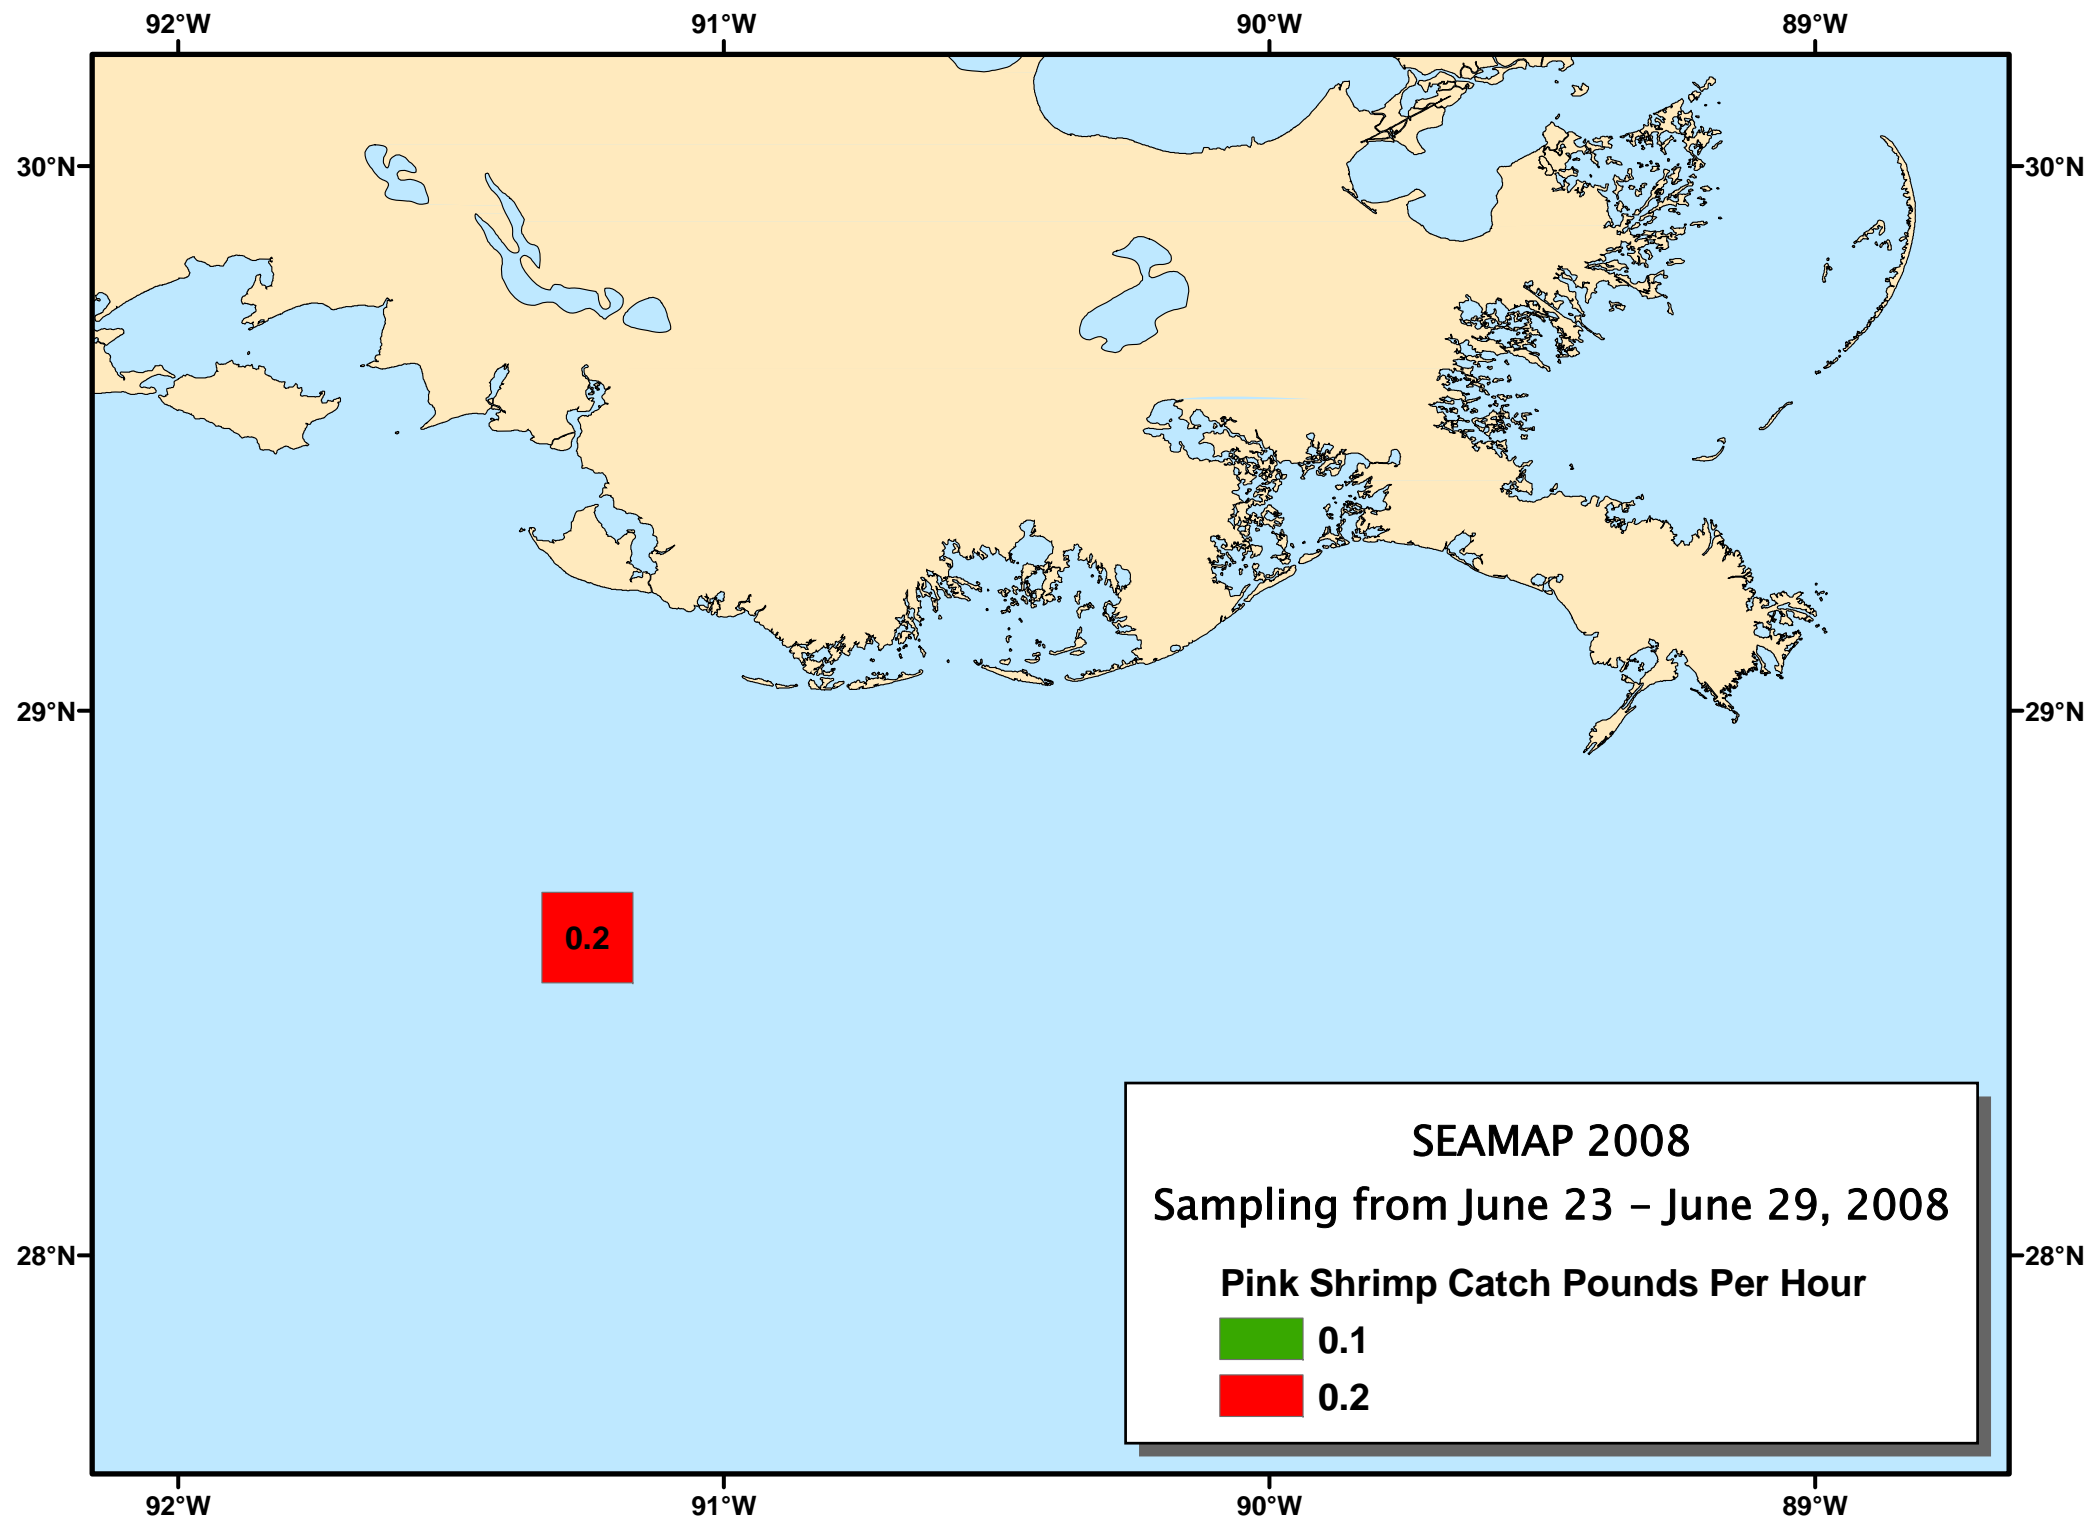 92°W 91°W 90°W 89°W
30°N 30°N
29°N 29°N
0.2
SEAMAP 2008
Sampling from June 23 - June 29, 2008
28°N 28°N
Pink Shrimp Catch Pounds Per Hour
0.1
0.2
92°W 91°W 90°W 89°W